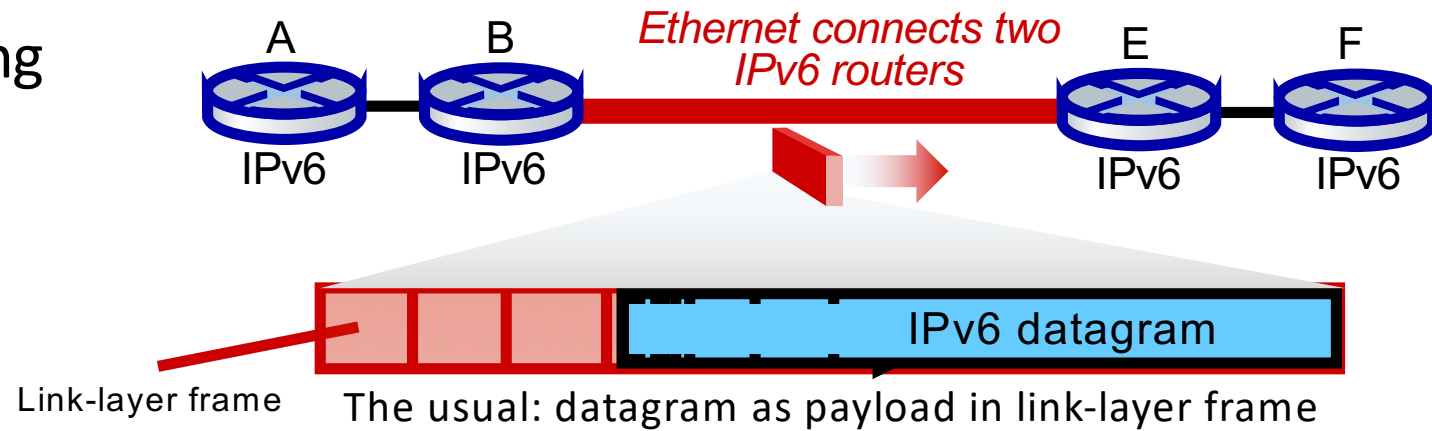 ng
A
B
Ethernet connects two
IPv6 routers
E
F
IPv6
IPv6
IPv6
IPv6
IPv6 datagram
Link-layer frame
The usual: datagram as payload in link-layer frame